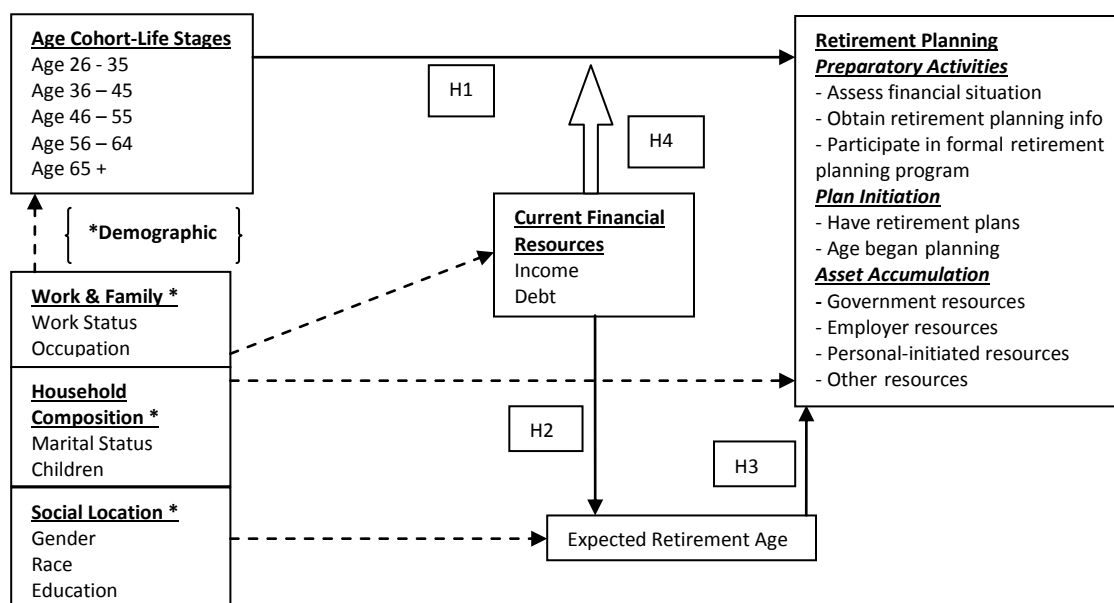 Age Cohort-Life Stages
Age 26 - 35
Age 36 – 45
Age 46 – 55
Age 56 – 64
Age 65 +
*Demographic
Work & Family *
Work Status
Occupation
Household
Composition *
Marital Status
Children
Social Location *
Gender
Race
Education
H1
H4
Current Financial
Resources
Income
Debt
H2
H3
Expected Retirement Age
Retirement Planning
Preparatory Activities
- Assess financial situation
- Obtain retirement planning info
- Participate in formal retirement
planning program
Plan Initiation
- Have retirement plans
- Age began planning
Asset Accumulation
- Government resources
- Employer resources
- Personal-initiated resources
- Other resources